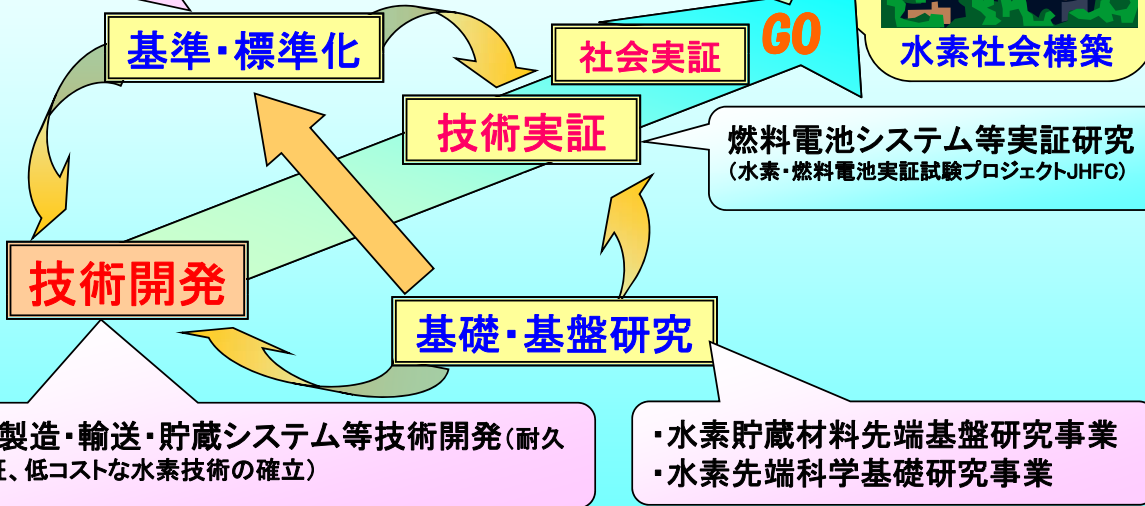 基準・標準化
社会実証
GO
水素社会構築
技術実証
燃料電池システム等実証研究
(水素・燃料電池実証試験プロジェクトJHFC)
技術開発
基礎・基盤研究
製造・輸送・貯蔵システム等技術開発(耐久
、低コストな水素技術の確立)
・水素貯蔵材料先端基盤研究事業
・水素先端科学基礎研究事業